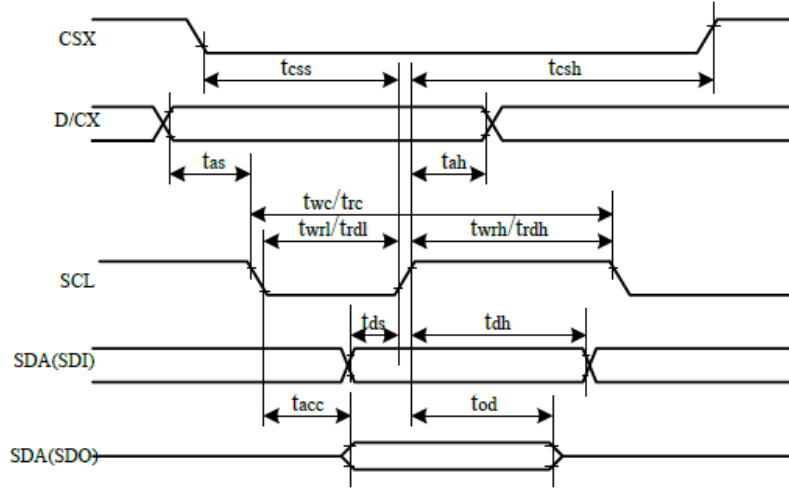 CSX
tcss
tcsh
D/CX
tas
tah
twc/trc
twrl/trdl
twrh/trdh
SCL
tds
tdh
SDA(SDI)
tacc
tod
SDA(SDO)